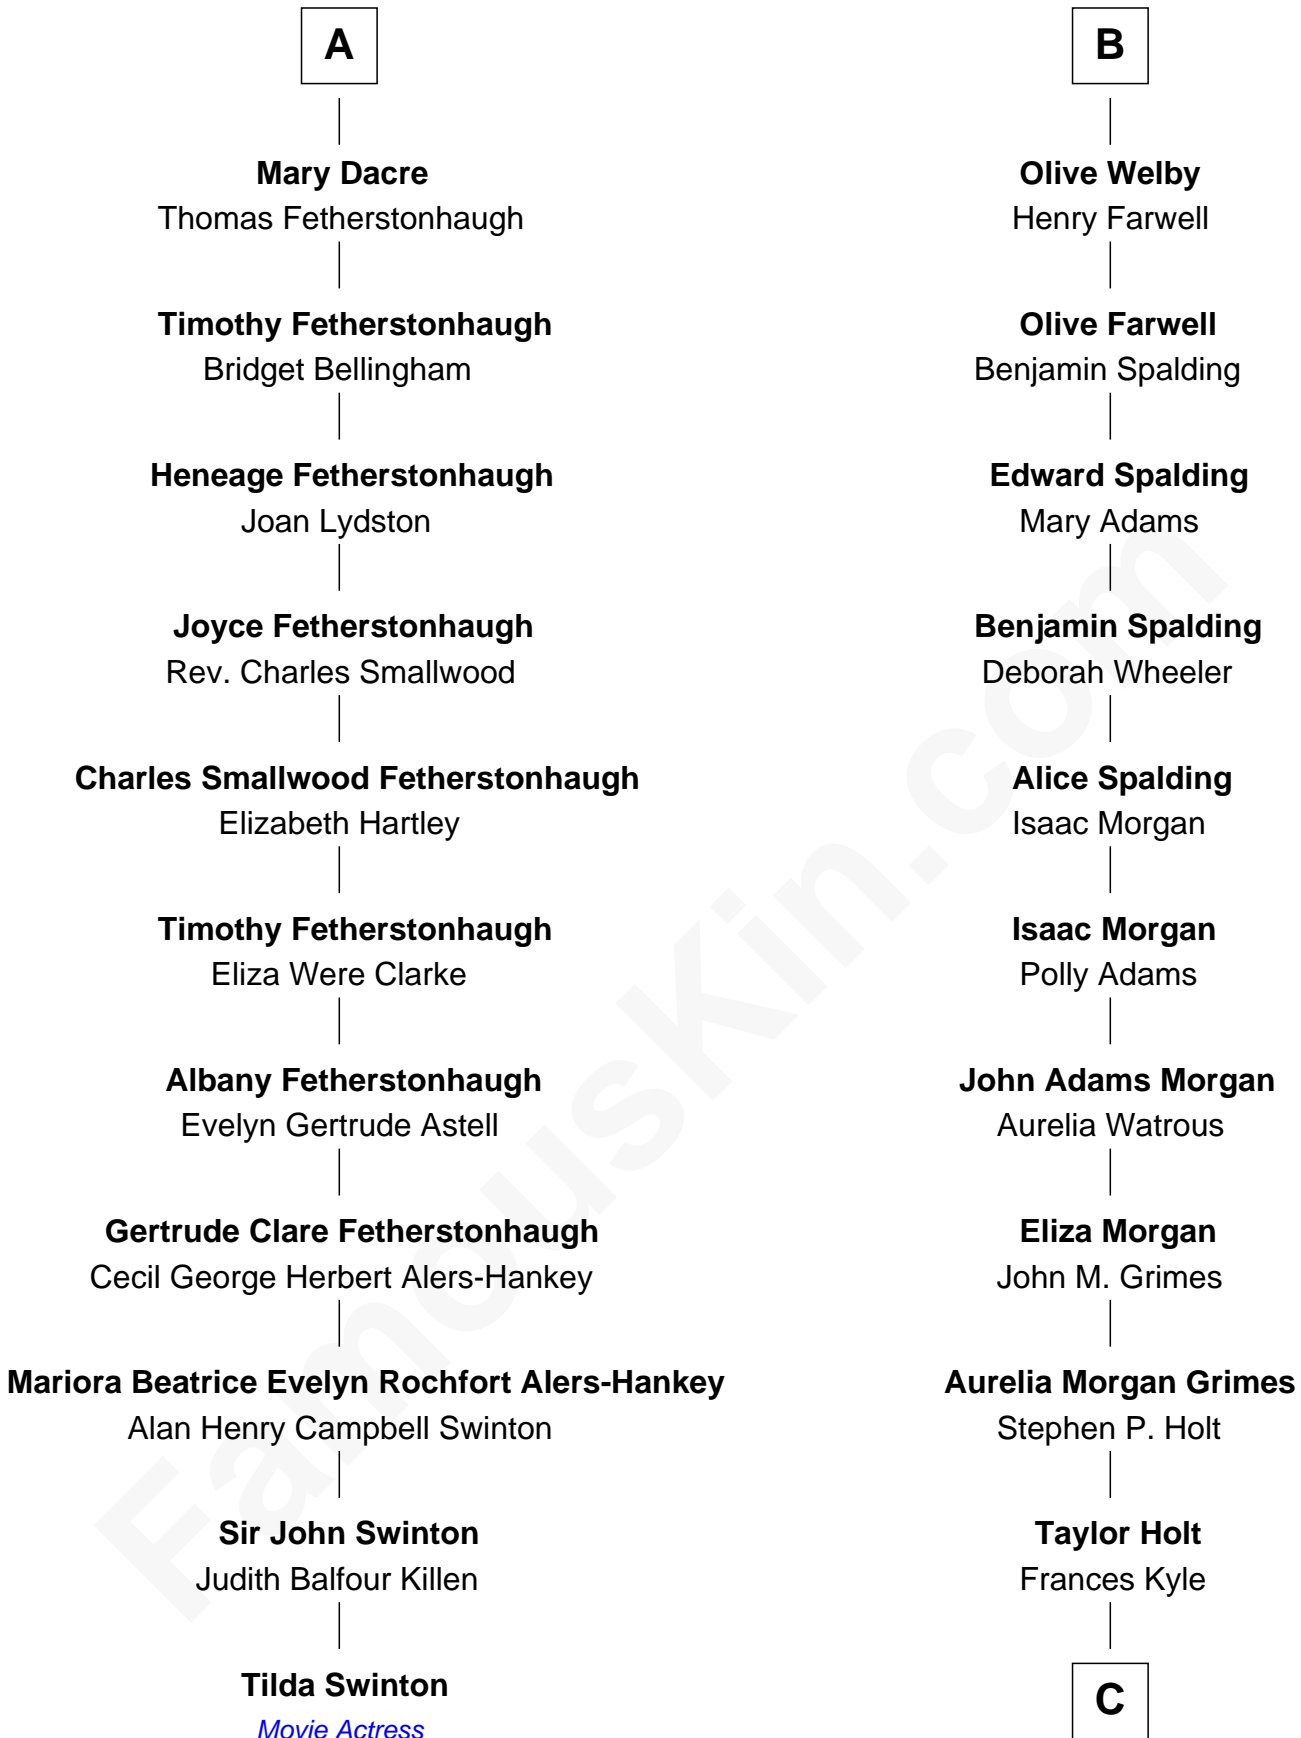 A
Mary Dacre
Thomas Fetherstonhaugh
Timothy Fetherstonhaugh
Bridget Bellingham
Heneage Fetherstonhaugh
Joan Lydston
Joyce Fetherstonhaugh
Rev. Charles Smallwood
Charles Smallwood Fetherstonhaugh
Elizabeth Hartley
Timothy Fetherstonhaugh
Eliza Were Clarke
Albany Fetherstonhaugh
Evelyn Gertrude Astell
Gertrude Clare Fetherstonhaugh
Cecil George Herbert Alers-Hankey
Mariora Beatrice Evelyn Rochfort Alers-Hankey
Alan Henry Campbell Swinton
Sir John Swinton
Judith Balfour Killen
Tilda Swinton
Movie Actress
B
Olive Welby
Henry Farwell
Olive Farwell
Benjamin Spalding
Edward Spalding
Mary Adams
Benjamin Spalding
Deborah Wheeler
Alice Spalding
Isaac Morgan
Isaac Morgan
Polly Adams
John Adams Morgan
Aurelia Watrous
Eliza Morgan
John M. Grimes
Aurelia Morgan Grimes
Stephen P. Holt
Taylor Holt
Frances Kyle
C
FamousKin.com